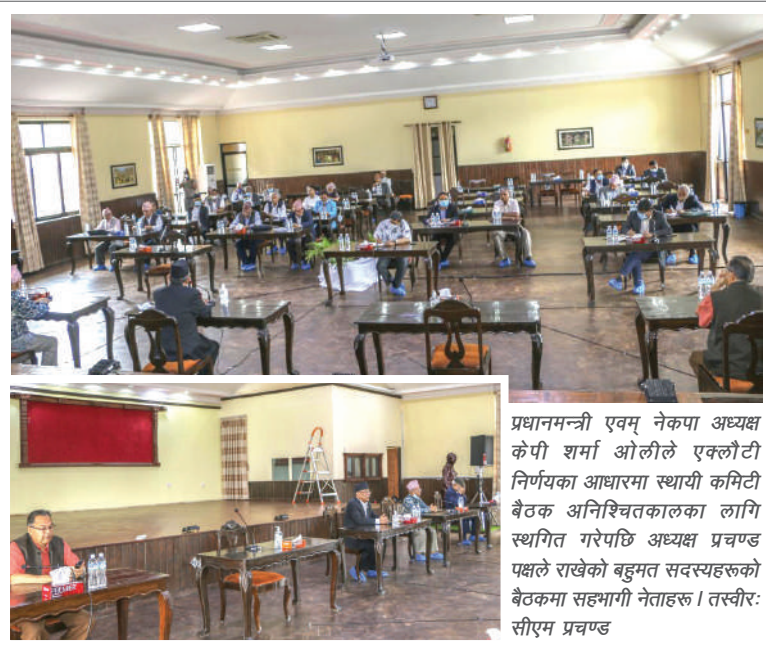 प्रधानमन्त्री एवम् नेकपा अध्यक्ष
केपी शर्मा ओलीले एक्लौटी
निर्णयका आधारमा स्थायी कमिटी
बैठक अनिश्चितकालका लागि
स्थगित गरेपछि अध्यक्ष प्रचण्ड
पक्षले राखेको बहुमत सदस्यहरूको
बैठकमा सहभागी नेताहरू । तस्वीरः
सीएम प्रचण्ड